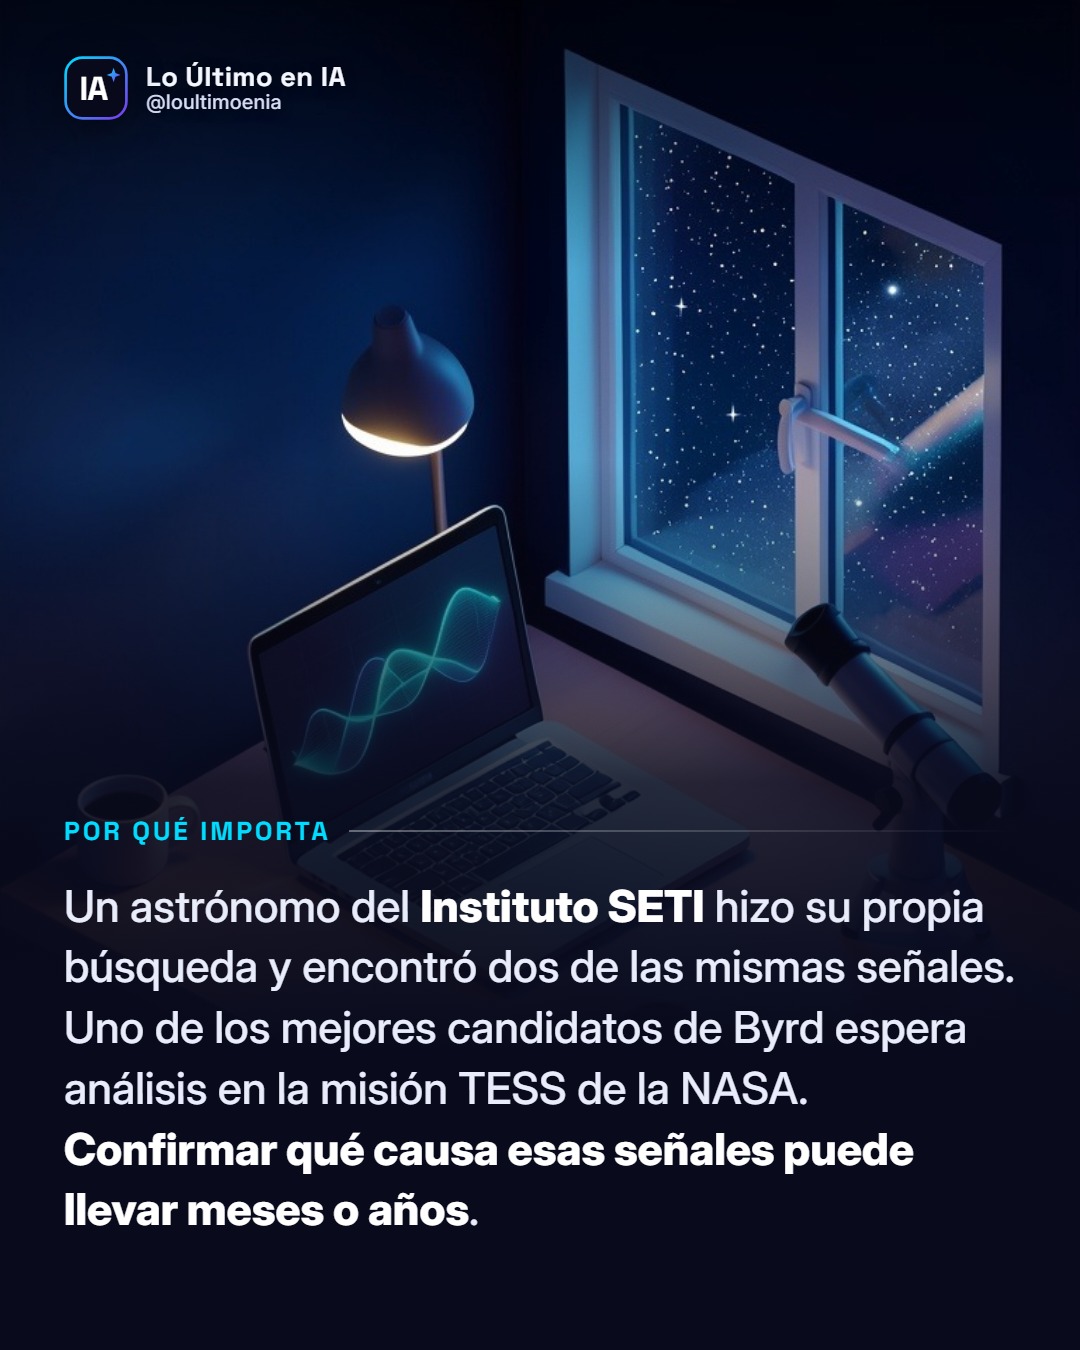 IA
Lo Último en IA
@loultimoenia
POR QUÉ IMPORTA
Un astrónomo del Instituto SETI hizo su propia
búsqueda y encontró dos de las mismas señales.
Uno de los mejores candidatos de Byrd espera
análisis en la misión TESS de la NASA.
Confirmar qué causa esas señales puede
llevar meses o años.